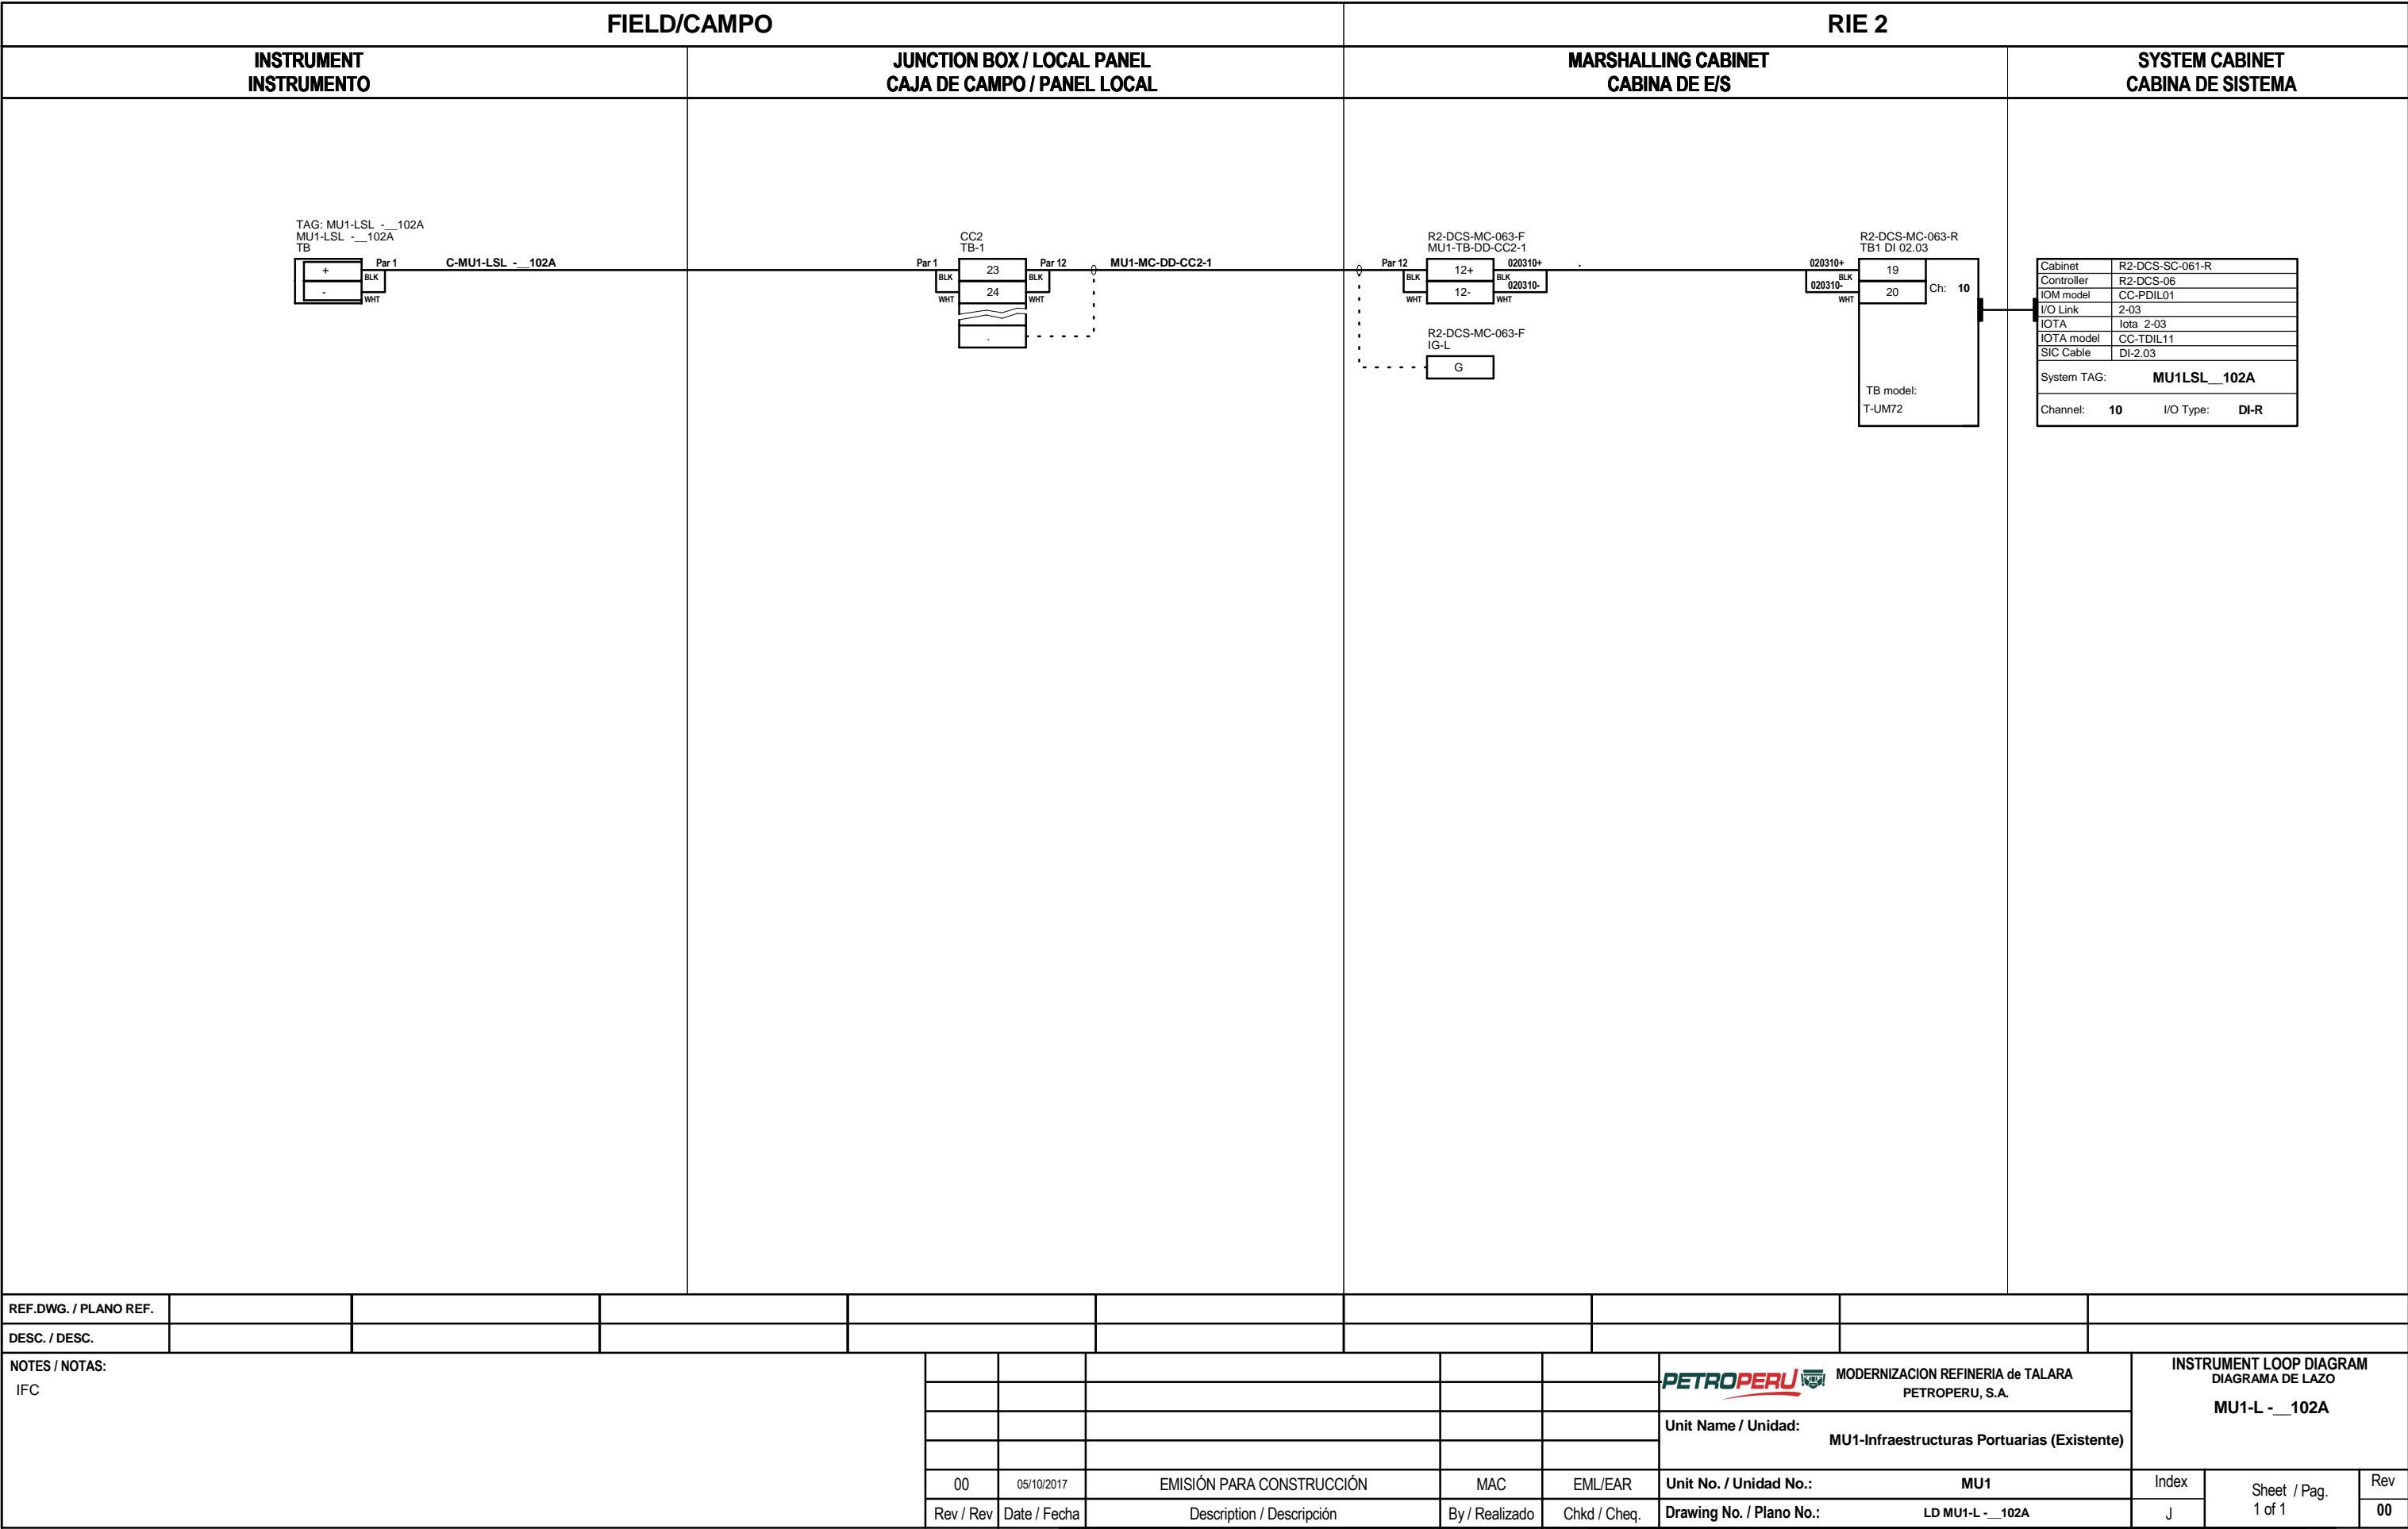 FIELD/CAMPO
RIE 2
INSTRUMENT
INSTRUMENTO
JUNCTION BOX / LOCAL PANEL
CAJA DE CAMPO / PANEL LOCAL
MARSHALLING CABINET
CABINA DE E/S
SYSTEM CABINET
CABINA DE SISTEMA
TAG: MU1-LSL -__102A
MU1-LSL -__102A
TB
+
-
Par 1
BLK
WHT
C-MU1-LSL -__102A
CC2
TB-1
Par 1
BLK
WHT
23
24
.
Par 12
BLK
WHT
MU1-MC-DD-CC2-1
R2-DCS-MC-063-F
MU1-TB-DD-CC2-1
Par 12
BLK
WHT
12+
12-
020310+
BLK
020310-
WHT
.
R2-DCS-MC-063-F
IG-L
G
R2-DCS-MC-063-R
TB1 DI 02.03
020310+
BLK
020310-
WHT
19
20
Ch: 10
TB model:
T-UM72
Cabinet R2-DCS-SC-061-R
Controller R2-DCS-06
IOM model CC-PDIL01
I/O Link 2-03
IOTA Iota 2-03
IOTA model CC-TDIL11
SIC Cable DI-2.03
System TAG: MU1LSL__102A
Channel: 10 I/O Type: DI-R
REF.DWG. / PLANO REF.
DESC. / DESC.
NOTES / NOTAS:
IFC
00 05/10/2017 EMISIÓN PARA CONSTRUCCIÓN MAC EML/EAR
Rev / Rev Date / Fecha Description / Descripción By / Realizado Chkd / Cheq.
PETROPERU
MODERNIZACION REFINERIA de TALARA
PETROPERU, S.A.
Unit Name / Unidad:
MU1-Infraestructuras Portuarias (Existente)
Unit No. / Unidad No.: MU1
Drawing No. / Plano No.: LD MU1-L -__102A
INSTRUMENT LOOP DIAGRAM
DIAGRAMA DE LAZO
MU1-L -__102A
Index
J
Sheet / Pag.
1 of 1
Rev
00